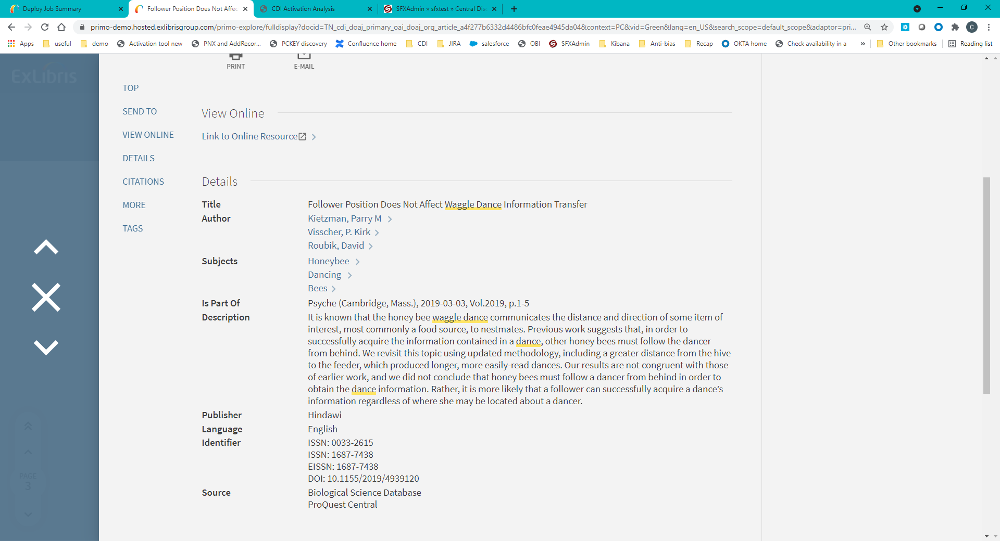 Deploy Job Summary
Follower Position Does Not Affec
CDI Activation Analysis
SFXAdmin » sfxtest » Central Dis
primo-demo.hosted.exlibrisgroup.com/primo-explore/fulldisplay?docid=TN_cdi_doaj_primary_oai_doaj_org_article_a4f277b6332d4486bfc0feae4945da04&context=PC&vid=Green&lang=en_US&search_scope=default_scope&adaptor=pri...
C
Apps
useful
demo
Activation tool new
PNX and AddRecor...
PCKEY discovery
Confluence home
CDI
JIRA
salesforce
OBI
SFXAdmin
Kibana
Anti-bias
Recap
OKTA home
Check availability in a
»
Other bookmarks
Reading list
ExLibris
PRINT
E-MAIL
TOP
SEND TO
VIEW ONLINE
DETAILS
CITATIONS
MORE
TAGS
View Online
Link to Online Resource
Details
Title Follower Position Does Not Affect Waggle Dance Information Transfer
Author Kietzman, Parry M
Visscher, P. Kirk
Roubik, David
Subjects Honeybee
Dancing
Bees
Is Part Of Psyche (Cambridge, Mass.), 2019-03-03, Vol.2019, p.1-5
Description It is known that the honey bee waggle dance communicates the distance and direction of some item of
interest, most commonly a food source, to nestmates. Previous work suggests that, in order to
successfully acquire the information contained in a dance, other honey bees must follow the dancer
from behind. We revisit this topic using updated methodology, including a greater distance from the hive
to the feeder, which produced longer, more easily-read dances. Our results are not congruent with those
of earlier work, and we did not conclude that honey bees must follow a dancer from behind in order to
obtain the dance information. Rather, it is more likely that a follower can successfully acquire a dance’s
information regardless of where she may be located about a dancer.
Publisher Hindawi
Language English
Identifier ISSN: 0033-2615
ISSN: 1687-7438
EISSN: 1687-7438
DOI: 10.1155/2019/4939120
Source Biological Science Database
ProQuest Central
PAGE
3